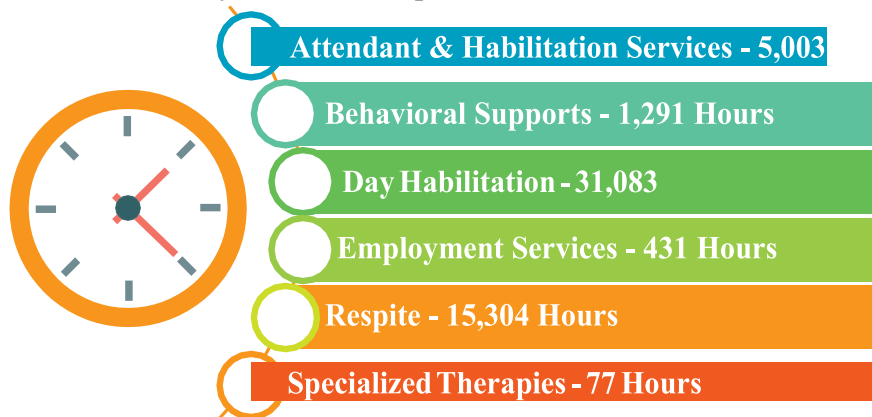 Attendant & Habilitation Services - 5,003
Behavioral Supports - 1,291 Hours
Day Habilitation - 31,083
Employment Services - 431 Hours
Respite - 15,304 Hours
Specialized Therapies - 77 Hours